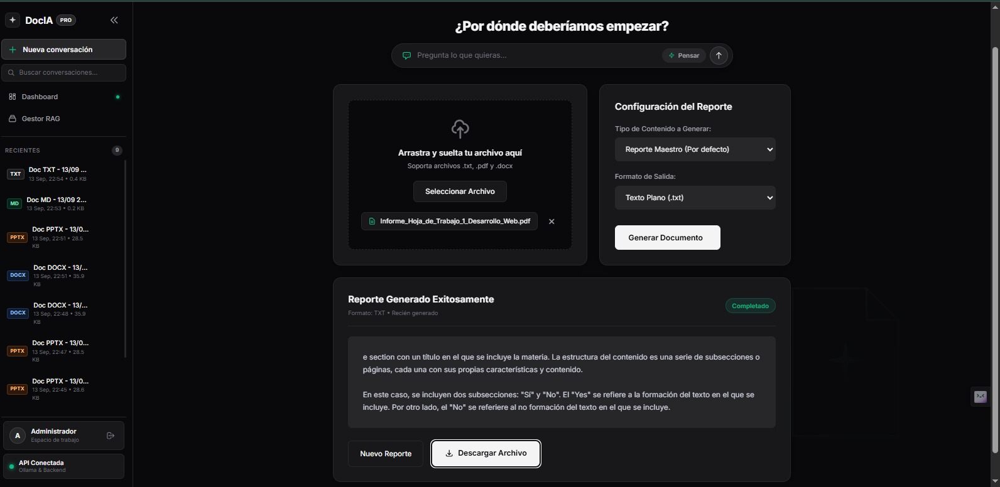 DocIA PRO
Nueva conversación
Buscar conversaciones...
Dashboard
Gestor RAG
RECIENTES 9
TXT
Doc TXT - 13/09 ...
13 Sep, 22:54 • 0.4 KB
MD
Doc MD - 13/09 2...
13 Sep, 22:53 • 0.2 KB
PPTX
Doc PPTX - 13/0...
13 Sep, 22:51 • 28.5
KB
DOCX
Doc DOCX - 13/...
13 Sep, 22:51 • 35.9
KB
DOCX
Doc DOCX - 13/...
13 Sep, 22:48 • 35.9
KB
PPTX
Doc PPTX - 13/0...
13 Sep, 22:47 • 28.5
KB
PPTX
Doc PPTX - 13/0...
13 Sep, 22:45 • 28.6
KB
A
Administrador
Espacio de trabajo
API Conectada
Ollama & Backend
¿Por dónde deberíamos empezar?
Pregunta lo que quieras...
Pensar
Arrastra y suelta tu archivo aquí
Soporta archivos .txt, .pdf y .docx
Seleccionar Archivo
Informe_Hoja_de_Trabajo_1_Desarrollo_Web.pdf
Configuración del Reporte
Tipo de Contenido a Generar:
Reporte Maestro (Por defecto)
Formato de Salida:
Texto Plano (.txt)
Generar Documento
Reporte Generado Exitosamente
Formato: TXT • Recién generado
Completado
e section con un título en el que se incluye la materia. La estructura del contenido es una serie de subsecciones o
páginas, cada una con sus propias características y contenido.
En este caso, se incluyen dos subsecciones: "Sí" y "No". El "Yes" se refiere a la formación del texto en el que se
incluye. Por otro lado, el "No" se referiere al no formación del texto en el que se incluye.
Nuevo Reporte
Descargar Archivo